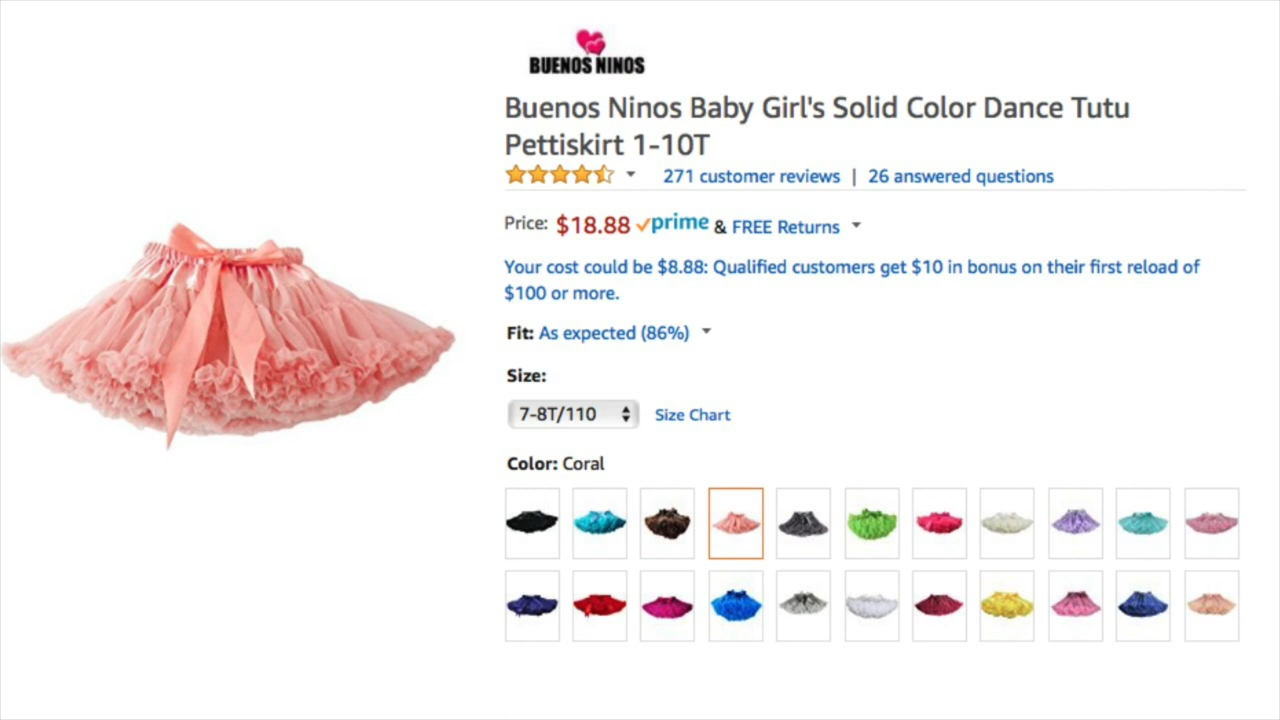 BUENOS NINOS
Buenos Ninos Baby Girl's Solid Color Dance Tutu
Pettiskirt 1-10T
271 customer reviews | 26 answered questions
Price: $18.88 prime & FREE Returns
Your cost could be $8.88: Qualified customers get $10 in bonus on their first reload of
$100 or more.
Fit: As expected (86%)
Size:
7-8T/110 Size Chart
Color: Coral